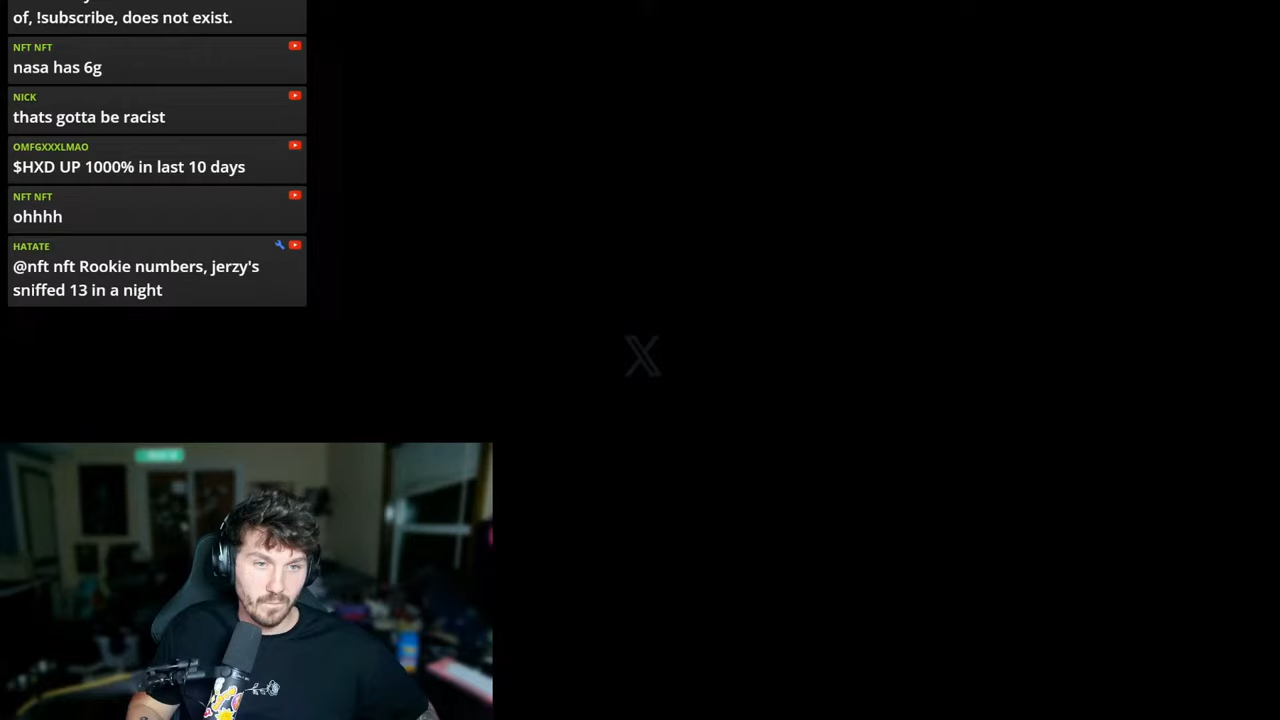 of, !subscribe, does not exist.
NFT NFT
nasa has 6g
NICK
thats gotta be racist
OMFGXXXLMAO
$HXD UP 1000% in last 10 days
NFT NFT
ohhhh
HATATE
@nft nft Rookie numbers, jerzy's
sniffed 13 in a night
X